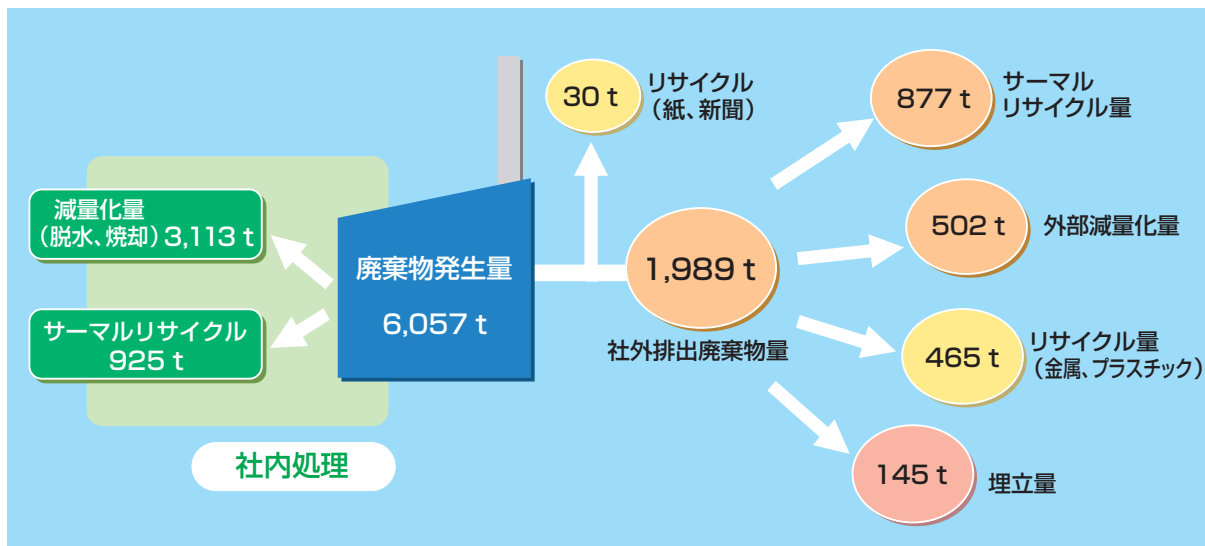 減量化量
(脱水、焼却) 3,113 t
サーマルリサイクル
925 t
社内処理
廃棄物発生量
6,057 t
30 t
リサイクル
(紙、新聞)
1,989 t
社外排出廃棄物量
877 t
サーマル
リサイクル量
502 t
外部減量化量
465 t
リサイクル量
(金属、プラスチック)
145 t
埋立量